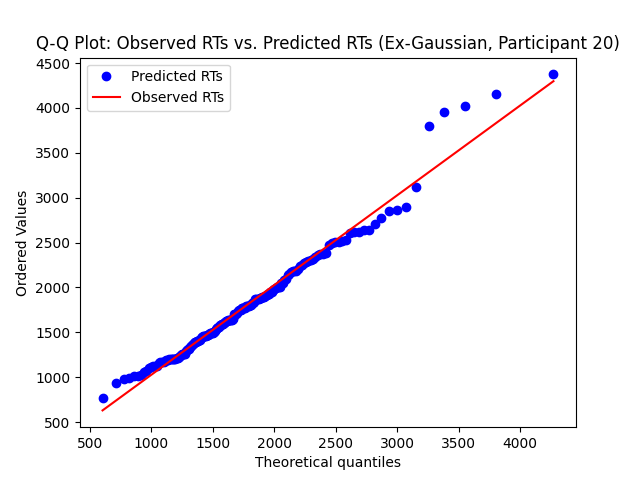 Q-Q Plot: Observed RTs vs. Predicted RTs (Ex-Gaussian, Participant 20)
Predicted RTs
Observed RTs
Ordered Values
4500
4000
3500
3000
2500
2000
1500
1000
500
500 1000 1500 2000 2500 3000 3500 4000
Theoretical quantiles